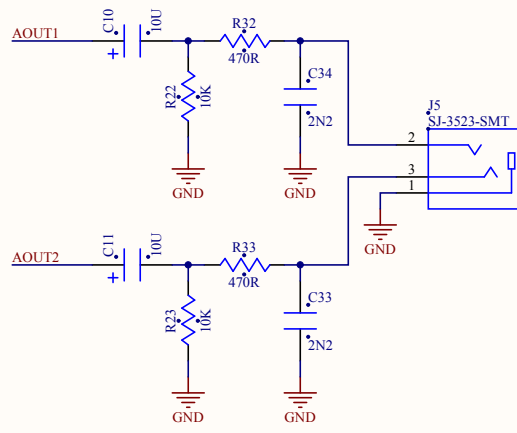 AOUT1
C10
10U
R32
470R
R22
10K
C34
2N2
GND
GND
J5
SJ-3523-SMT
2
3
1
GND
AOUT2
C11
10U
R33
470R
R23
10K
C33
2N2
GND
GND